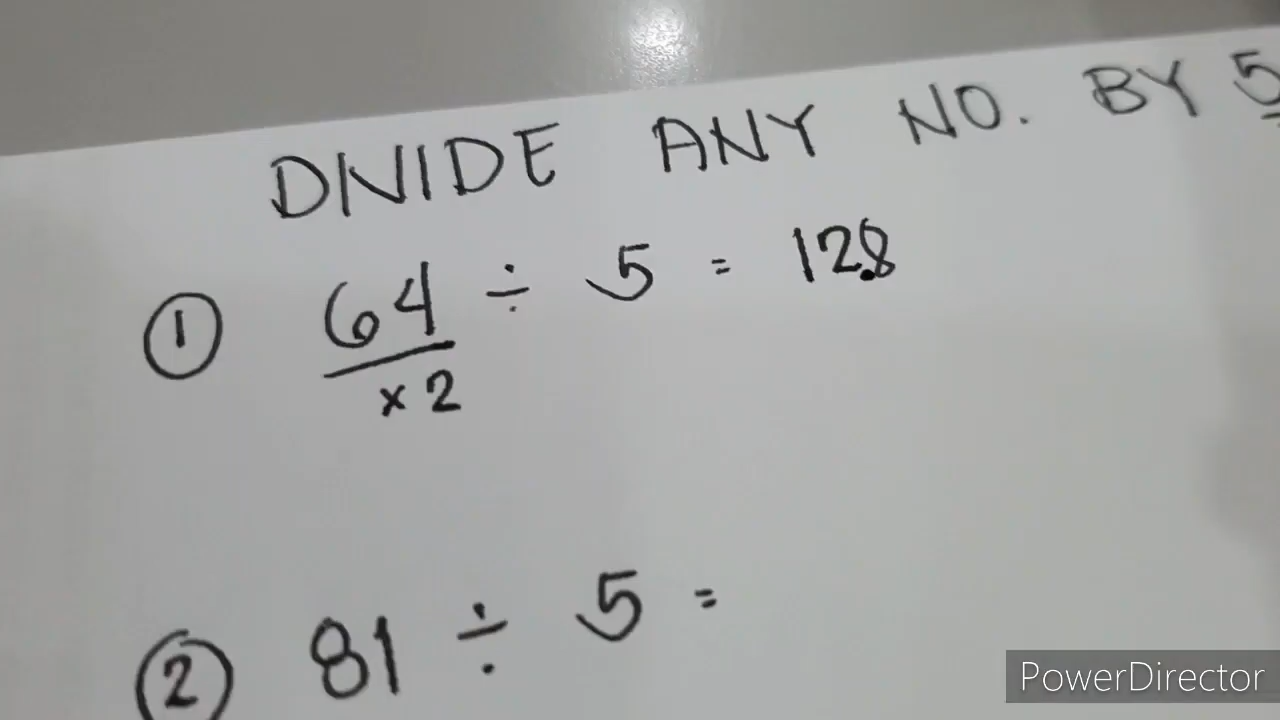 DIVIDE ANY NO. BY 5
① 64 ÷ 5 = 12.8
× 2
② 81 ÷ 5 =
PowerDirector